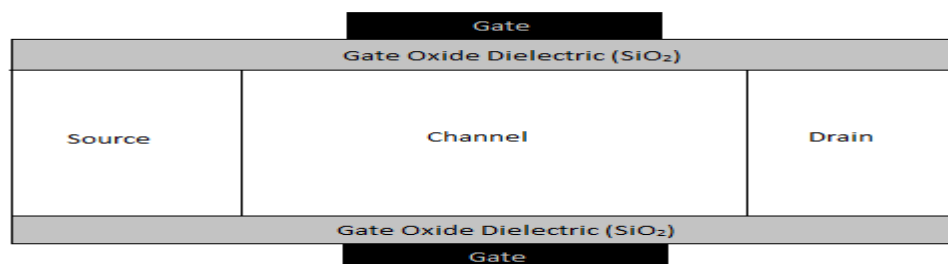 Gate
Gate Oxide Dielectric (SiO₂)
Source Channel Drain
Gate Oxide Dielectric (SiO₂)
Gate